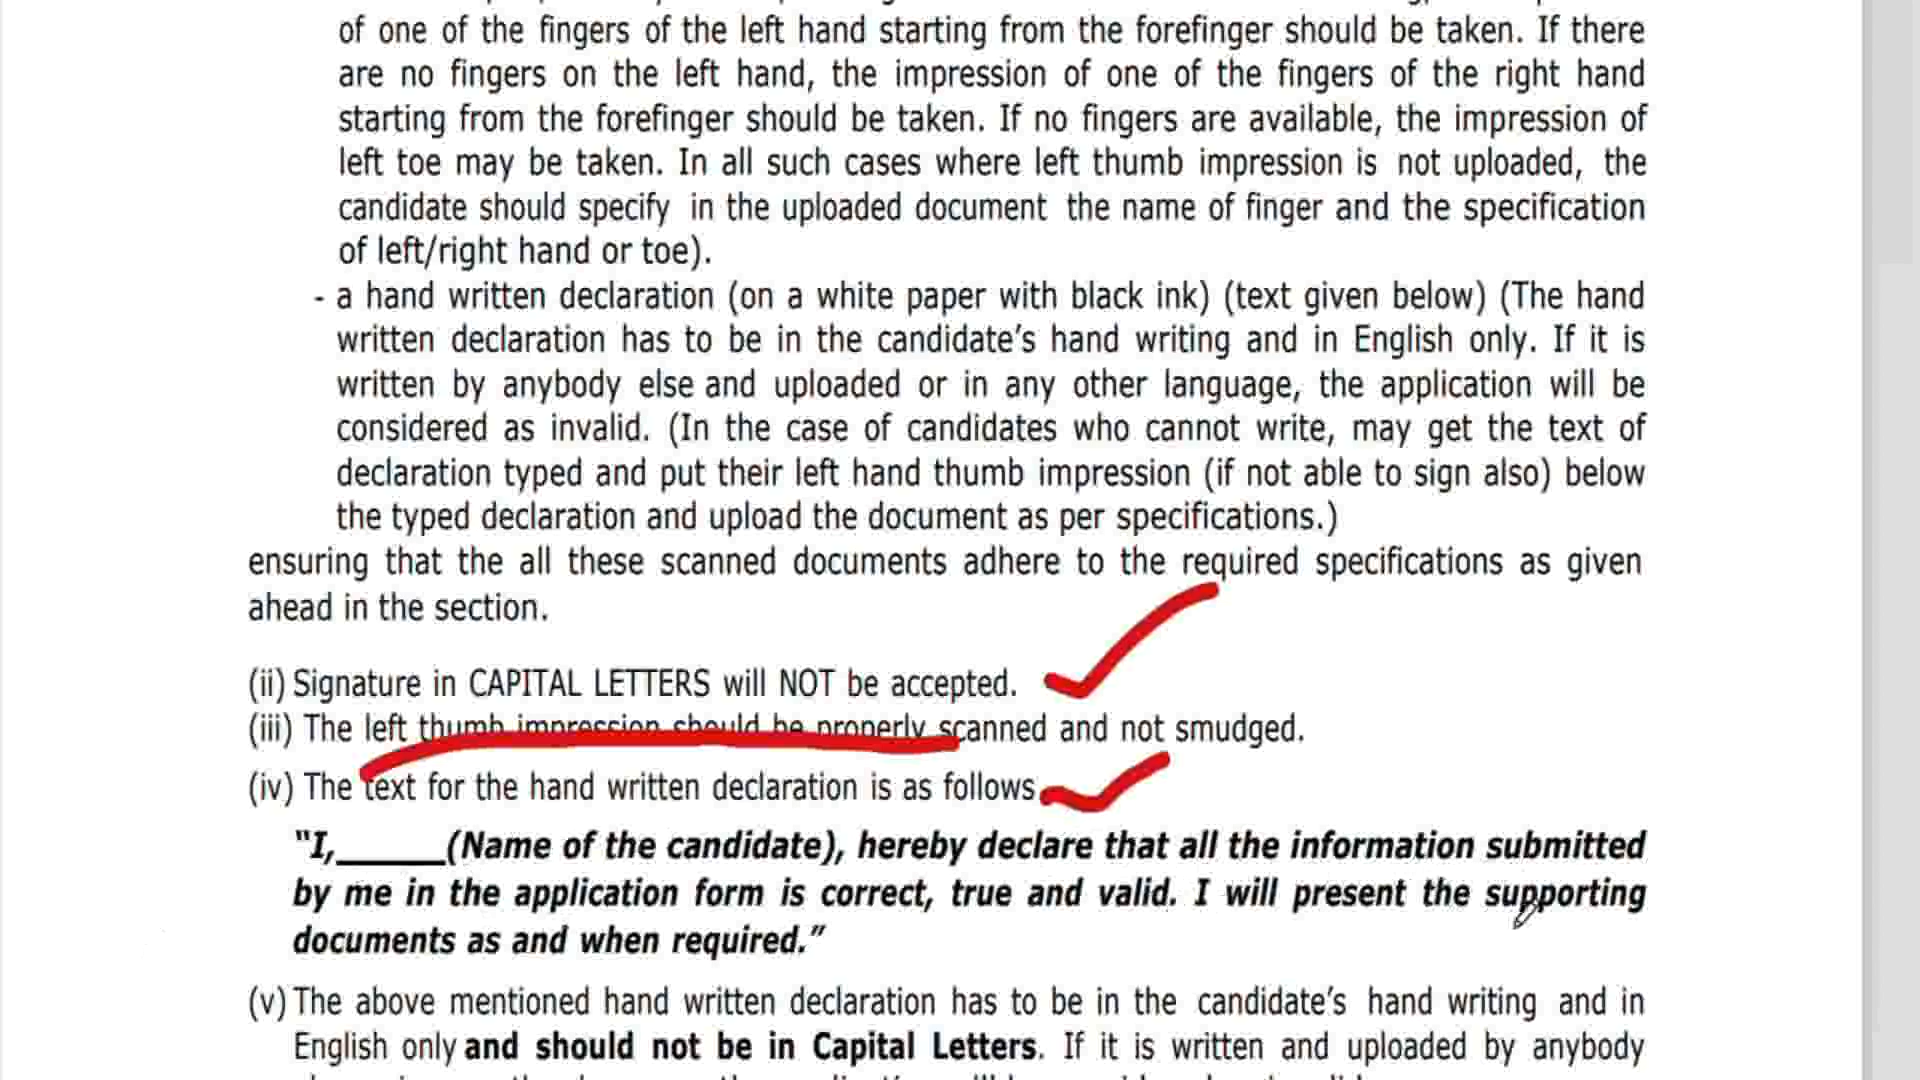 of one of the fingers of the left hand starting from the forefinger should be taken. If there
are no fingers on the left hand, the impression of one of the fingers of the right hand
starting from the forefinger should be taken. If no fingers are available, the impression of
left toe may be taken. In all such cases where left thumb impression is not uploaded, the
candidate should specify in the uploaded document the name of finger and the specification
of left/right hand or toe).
- a hand written declaration (on a white paper with black ink) (text given below) (The hand
written declaration has to be in the candidate’s hand writing and in English only. If it is
written by anybody else and uploaded or in any other language, the application will be
considered as invalid. (In the case of candidates who cannot write, may get the text of
declaration typed and put their left hand thumb impression (if not able to sign also) below
the typed declaration and upload the document as per specifications.)
ensuring that the all these scanned documents adhere to the required specifications as given
ahead in the section.
(ii) Signature in CAPITAL LETTERS will NOT be accepted.
(iii) The left thumb impression should be properly scanned and not smudged.
(iv) The text for the hand written declaration is as follows
“I,_____(Name of the candidate), hereby declare that all the information submitted
by me in the application form is correct, true and valid. I will present the supporting
documents as and when required.”
(v) The above mentioned hand written declaration has to be in the candidate’s hand writing and in
English only and should not be in Capital Letters. If it is written and uploaded by anybody